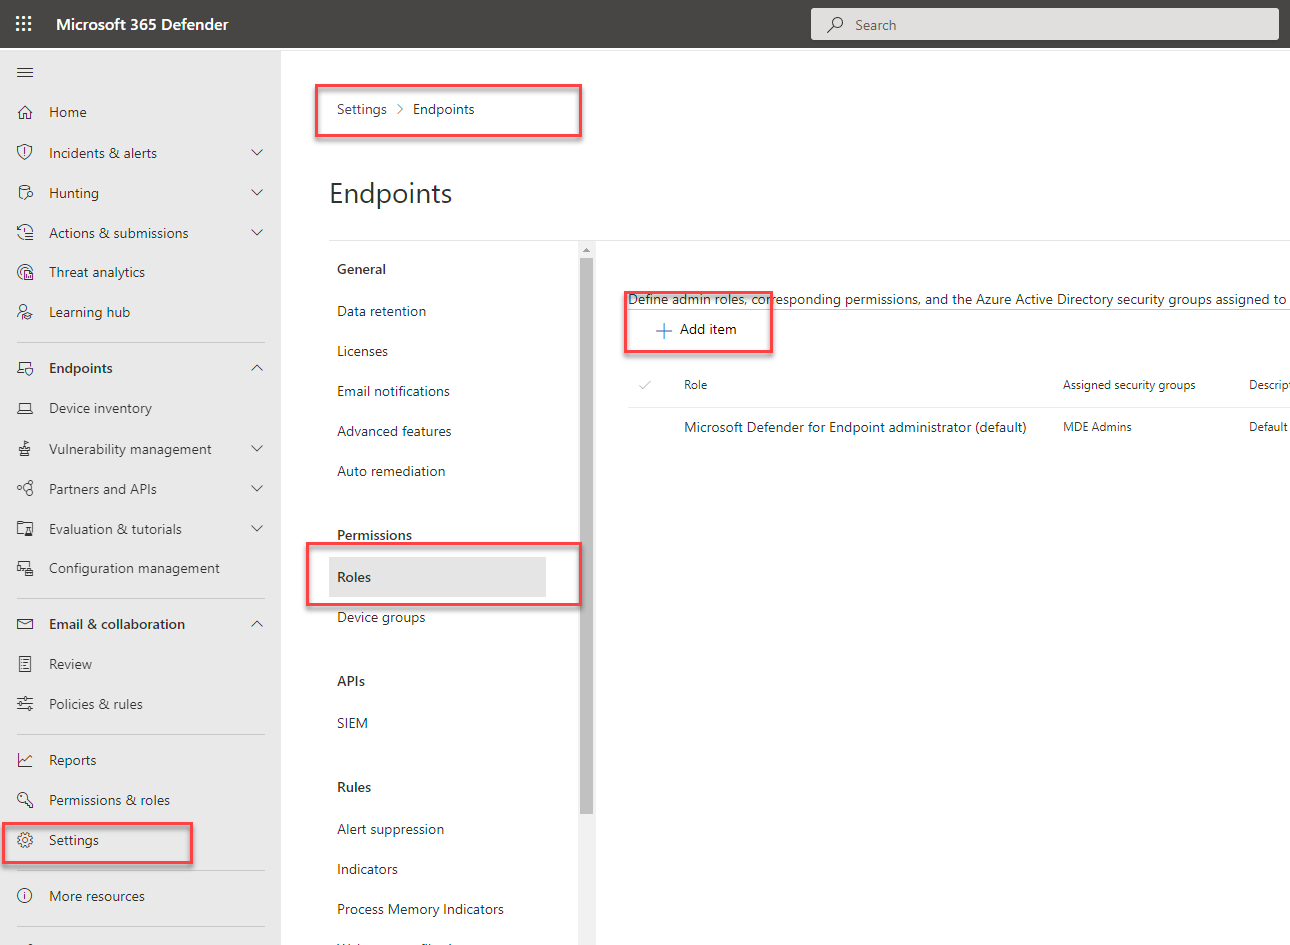 Microsoft 365 Defender
Search
Home
Incidents & alerts
Hunting
Actions & submissions
Threat analytics
Learning hub
Endpoints
Device inventory
Vulnerability management
Partners and APIs
Evaluation & tutorials
Configuration management
Email & collaboration
Review
Policies & rules
Reports
Permissions & roles
Settings
More resources
Settings > Endpoints
Endpoints
General
Data retention
Licenses
Email notifications
Advanced features
Auto remediation
Permissions
Roles
Device groups
APIs
SIEM
Rules
Alert suppression
Indicators
Process Memory Indicators
Define admin roles, corresponding permissions, and the Azure Active Directory security groups assigned to
Add item
Role Assigned security groups Descript
Microsoft Defender for Endpoint administrator (default) MDE Admins Default